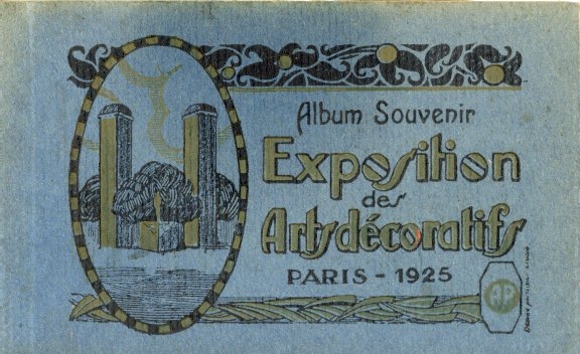 Album Souvenir
Exposition
des
Arts décoratifs
PARIS - 1925